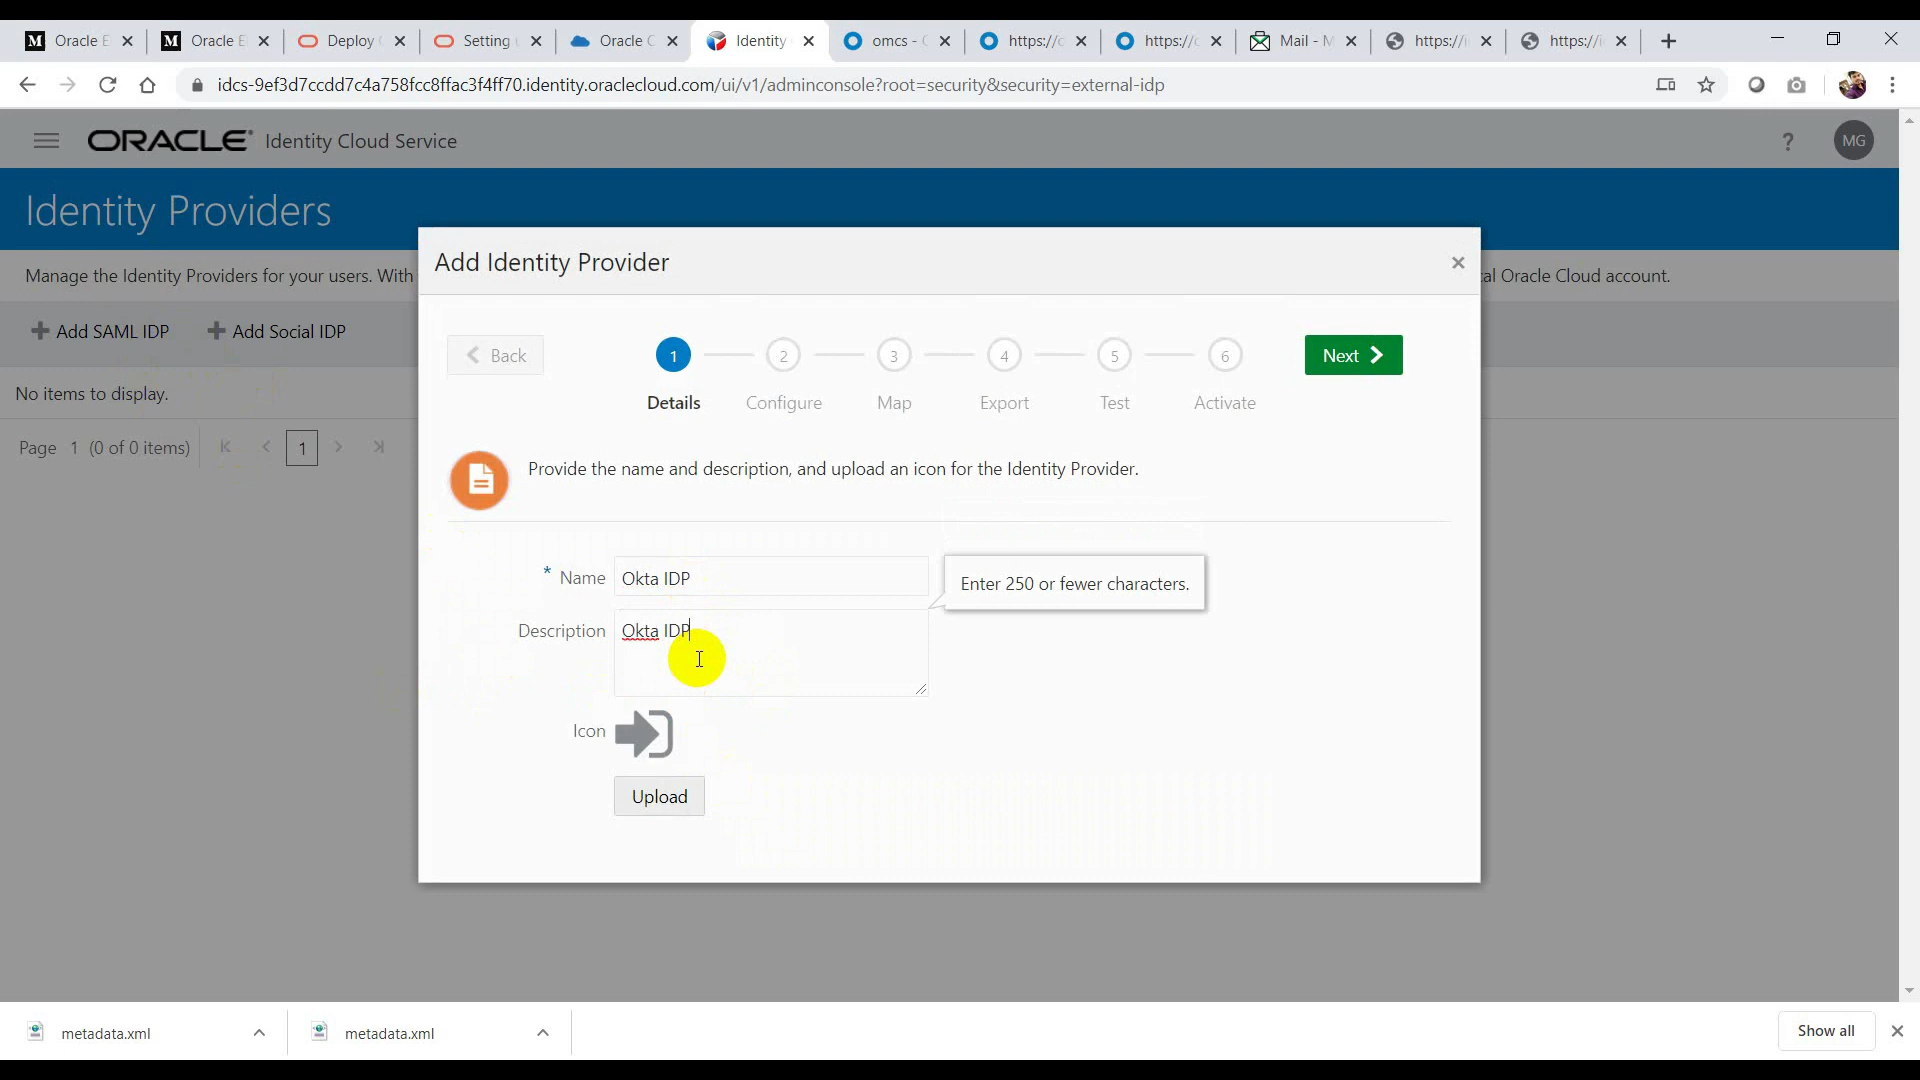 Oracle E
Oracle E
Deploy
Setting
Oracle C
Identity
omcs -
https://
https://
Mail - M
https://
https://
idcs-9ef3d7ccdd7c4a758fcc8ffac3f4ff70.identity.oraclecloud.com/ui/v1/adminconsole?root=security&security=external-idp
ORACLE® Identity Cloud Service
?
MG
Identity Providers
Manage the Identity Providers for your users. With
cal Oracle Cloud account.
Add SAML IDP
Add Social IDP
No items to display.
Page 1 (0 of 0 items) 1
Add Identity Provider
Back
1 2 3 4 5 6
Next
Details Configure Map Export Test Activate
Provide the name and description, and upload an icon for the Identity Provider.
* Name Okta IDP
Enter 250 or fewer characters.
Description Okta IDP
Icon
Upload
metadata.xml
metadata.xml
Show all